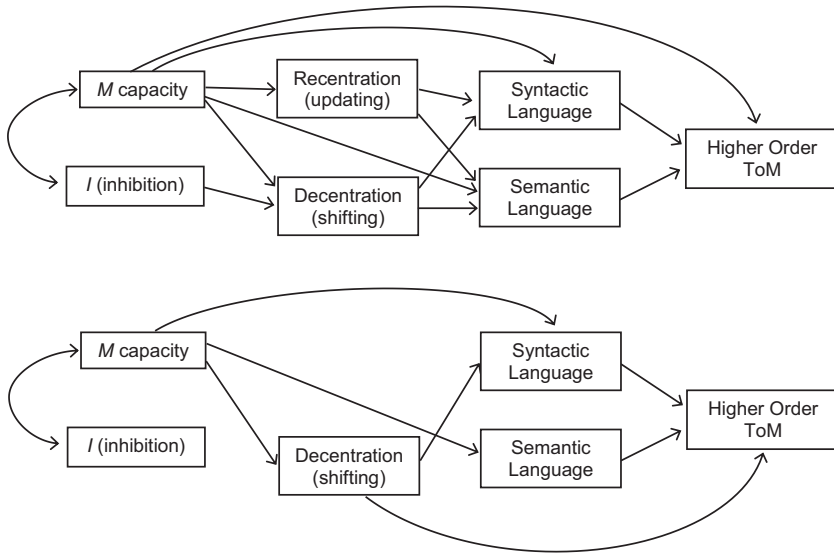 M capacity
Recentration
(updating)
Syntactic
Language
Higher Order
ToM
I (inhibition)
Decentration
(shifting)
Semantic
Language
M capacity
Syntactic
Language
Higher Order
ToM
I (inhibition)
Decentration
(shifting)
Semantic
Language